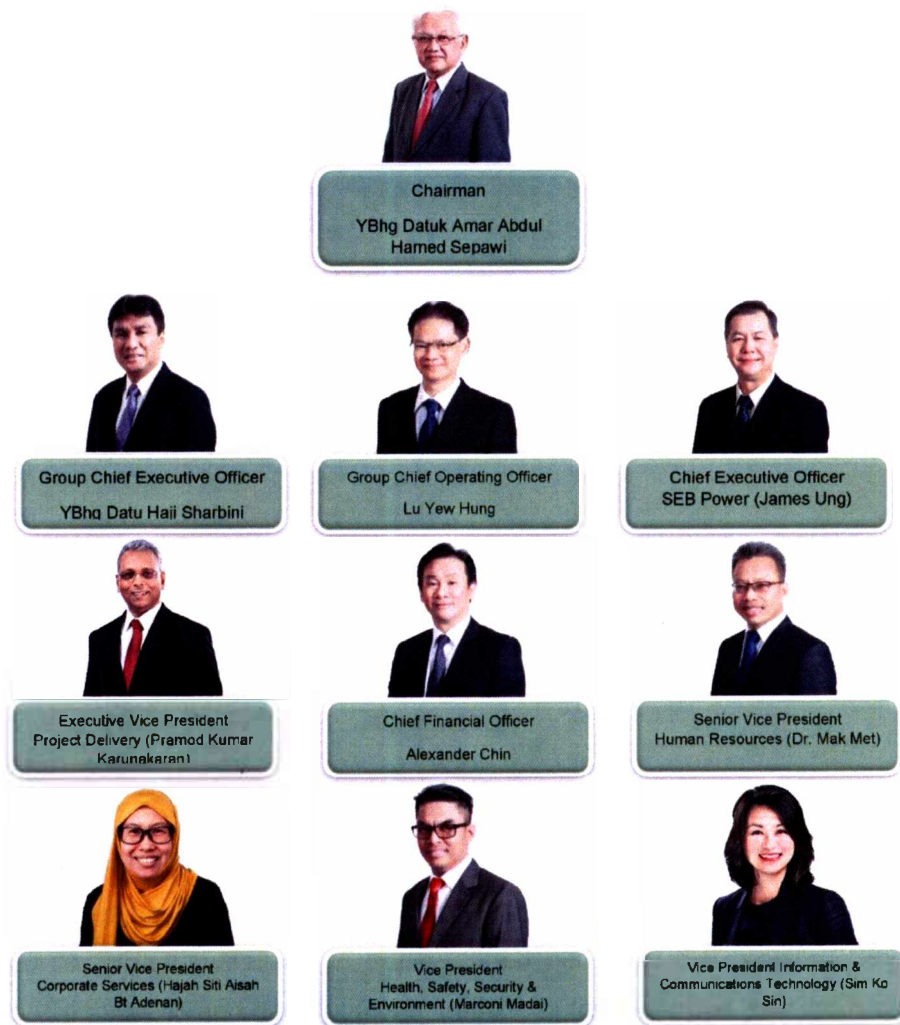 Chairman
YBhg Datuk Amar Abdul
Hamed Sepawi
Group Chief Executive Officer
YBhg Datu Haji Sharbini
Group Chief Operating Officer
Lu Yew Hung
Chief Executive Officer
SEB Power (James Ung)
Executive Vice President
Project Delivery (Pramod Kumar
Karunakaran)
Chief Financial Officer
Alexander Chin
Senior Vice President
Human Resources (Dr. Mak Met)
Senior Vice President
Corporate Services (Hajah Siti Aisah
Bt Adenan)
Vice President
Health, Safety, Security &
Environment (Marconi Madai)
Vice President Information &
Communications Technology (Sim Ko
Sin)